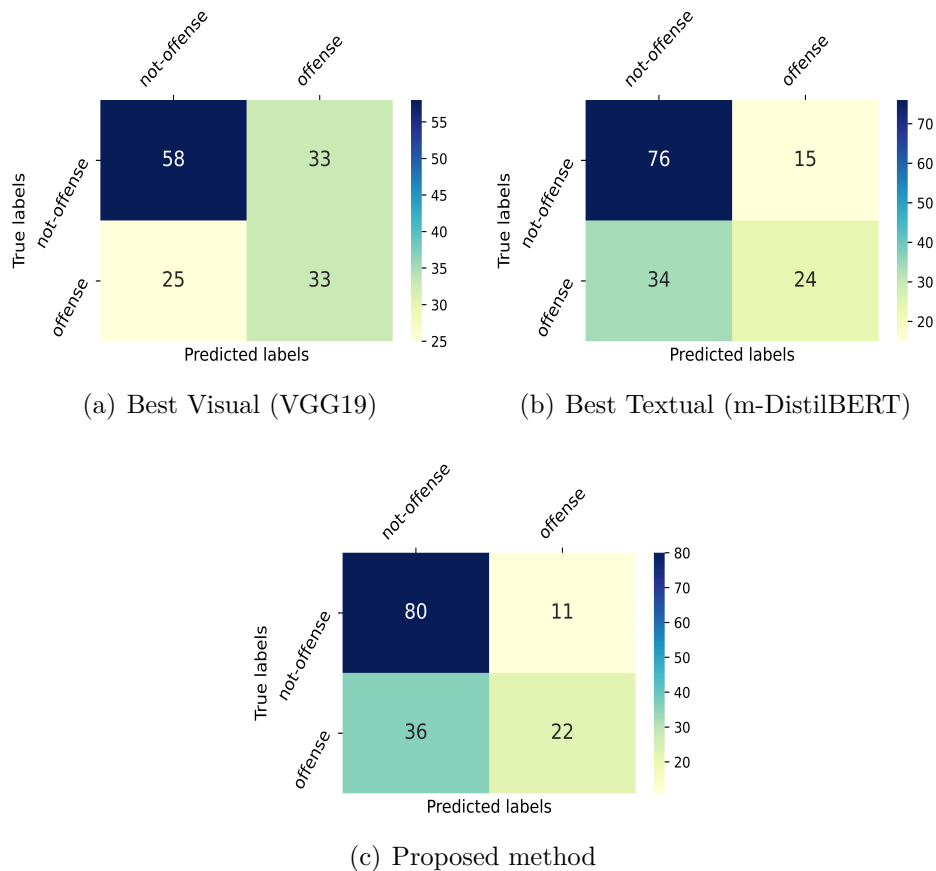 not-offense
offense
True labels
not-offense
58
33
offense
25
33
Predicted labels
55
50
45
40
35
30
25
(a) Best Visual (VGG19)
not-offense
offense
True labels
not-offense
76
15
offense
34
24
Predicted labels
70
60
50
40
30
20
(b) Best Textual (m-DistilBERT)
not-offense
offense
True labels
not-offense
80
11
offense
36
22
Predicted labels
80
70
60
50
40
30
20
(c) Proposed method